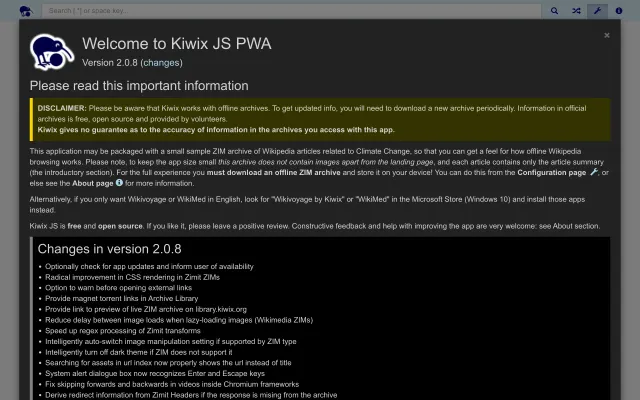 Search [.*] or space key...
×
Welcome to Kiwix JS PWA
Version 2.0.8 (changes)
Please read this important information
DISCLAIMER: Please be aware that Kiwix works with offline archives. To get updated info, you will need to download a new archive periodically. Information in official
archives is free, open source and provided by volunteers.
Kiwix gives no guarantee as to the accuracy of information in the archives you access with this app.
This application may be packaged with a small sample ZIM archive of Wikipedia articles related to Climate Change, so that you can get a feel for how offline Wikipedia
browsing works. Please note, to keep the app size small this archive does not contain images apart from the landing page, and each article contains only the article summary
(the introductory section). For the full experience you must download an offline ZIM archive and store it on your device! You can do this from the Configuration page , or
else see the About page for more information.
Alternatively, if you only want Wikivoyage or WikiMed in English, look for "Wikivoyage by Kiwix" or "WikiMed" in the Microsoft Store (Windows 10) and install those apps
instead.
Kiwix JS is free and open source. If you like it, please leave a positive review. Constructive feedback and help with improving the app are very welcome: see About section.
Changes in version 2.0.8
• Optionally check for app updates and inform user of availability
• Radical improvement in CSS rendering in Zimit ZIMs
• Option to warn before opening external links
• Provide magnet torrent links in Archive Library
• Provide link to preview of live ZIM archive on library.kiwix.org
• Reduce delay between image loads when lazy-loading images (Wikimedia ZIMs)
• Speed up regex processing of Zimit transforms
• Intelligently auto-switch image manipulation setting if supported by ZIM type
• Intelligently turn off dark theme if ZIM does not support it
• Searching for assets in url index now properly shows the url instead of title
• System alert dialogue box now recognizes Enter and Escape keys
• Fix skipping forwards and backwards in videos inside Chromium frameworks
• Derive redirect information from Zimit Headers if the response is mising from the archive